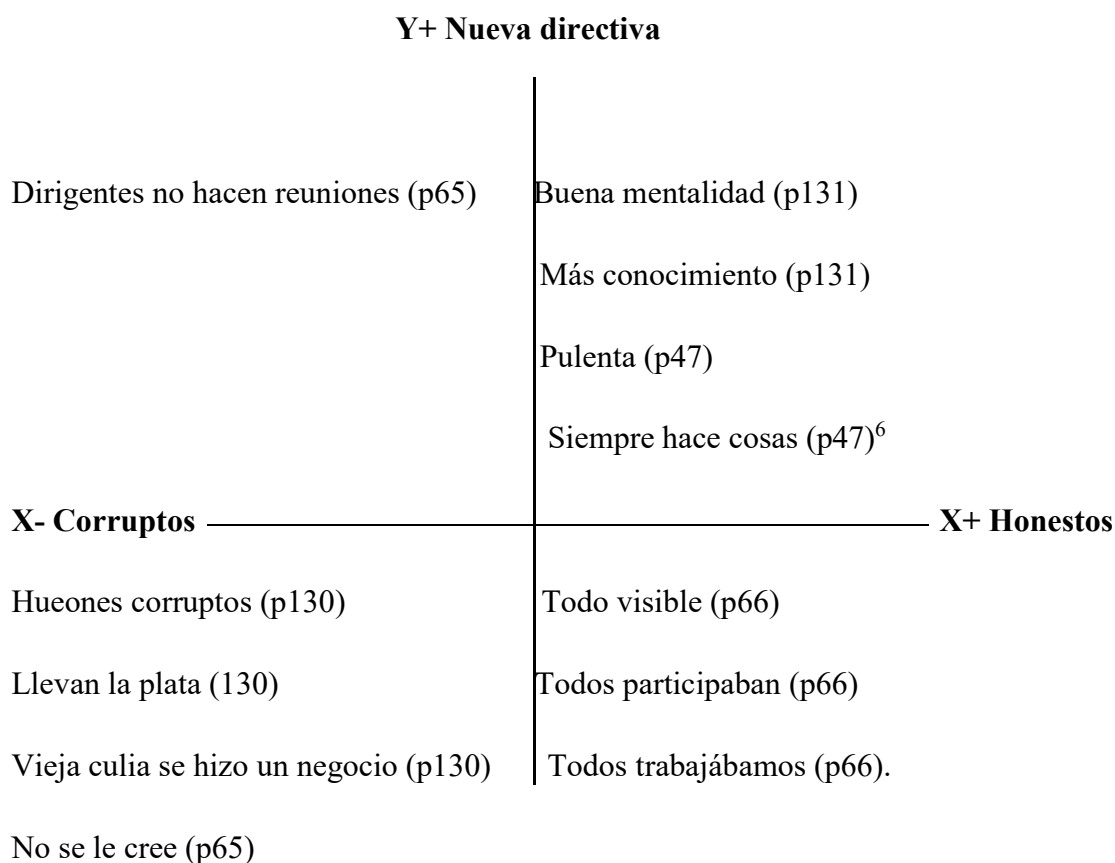 Y+ Nueva directiva
Dirigentes no hacen reuniones (p65) Buena mentalidad (p131)
Más conocimiento (p131)
Pulenta (p47)
Siempre hace cosas (p47)⁶
X- Corruptos X+ Honestos
Hueones corruptos (p130) Todo visible (p66)
Llevan la plata (130) Todos participaban (p66)
Vieja culia se hizo un negocio (p130) Todos trabajábamos (p66).
No se le cree (p65)